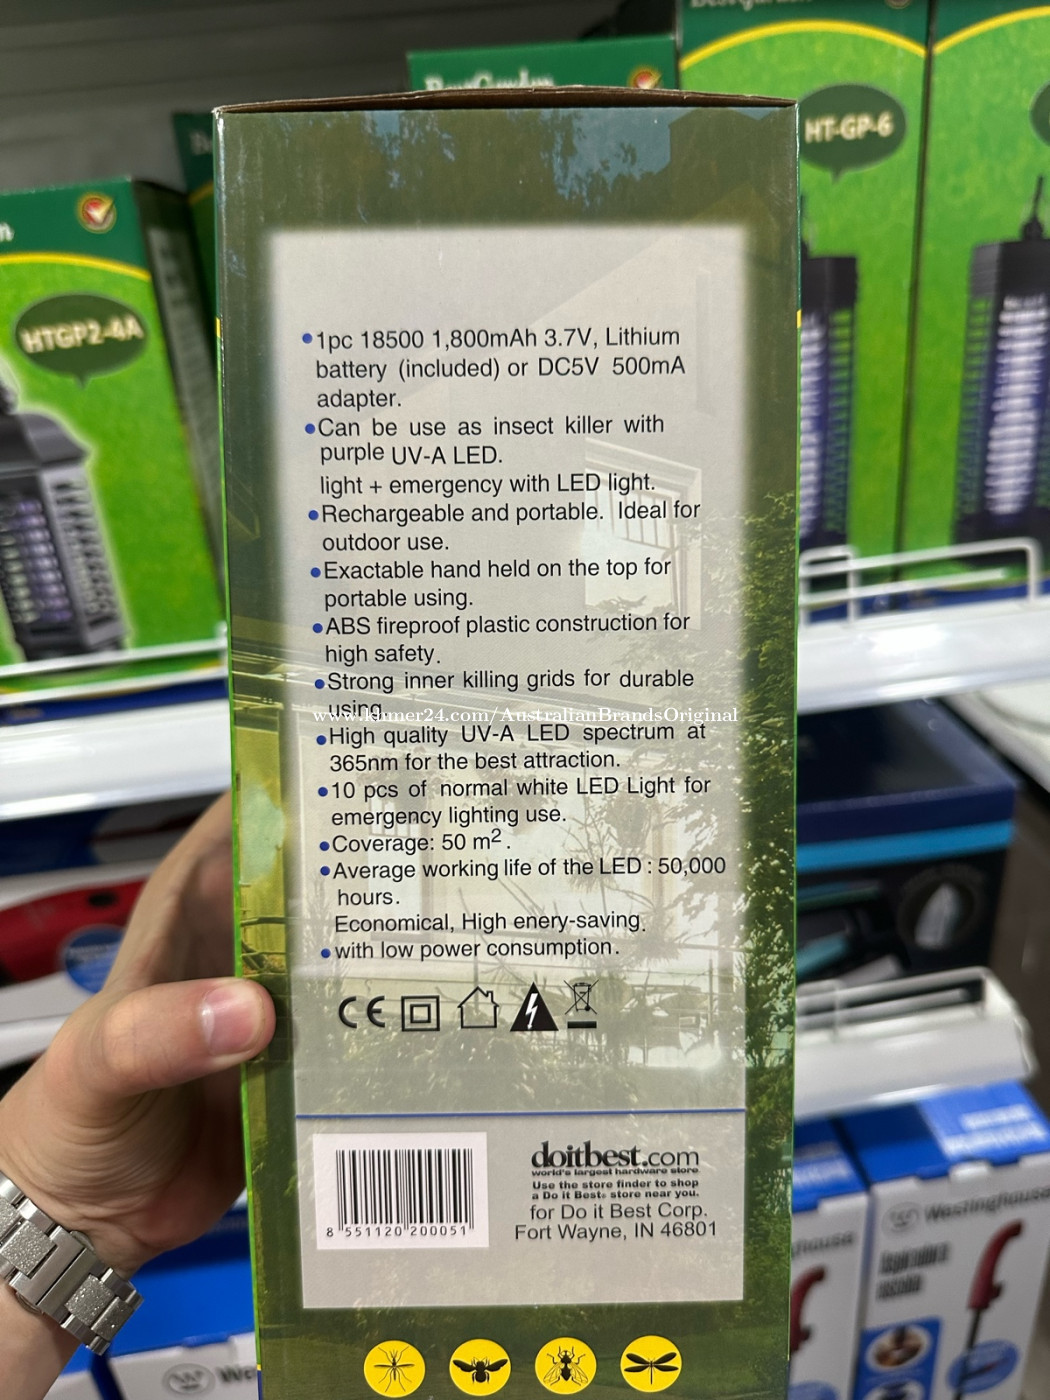 BestGarden
HT-GP-6
HTGP2-4A
•1pc 18500 1,800mAh 3.7V, Lithium
battery (included) or DC5V 500mA
adapter.
•Can be use as insect killer with
purple UV-A LED.
light + emergency with LED light.
•Rechargeable and portable. Ideal for
outdoor use.
•Exactable hand held on the top for
portable using.
•ABS fireproof plastic construction for
high safety.
•Strong inner killing grids for durable
using.
www.kinner24.com/AustralianBrandsOriginal
•High quality UV-A LED spectrum at
365nm for the best attraction.
•10 pcs of normal white LED Light for
emergency lighting use.
•Coverage: 50 m².
•Average working life of the LED : 50,000
hours.
Economical, High enery-saving.
•with low power consumption.
CE
doitbest.com
world's largest hardware store
Use the store finder to shop
a Do it Best® store near you.
for Do it Best Corp.
Fort Wayne, IN 46801
8 551120 200051
Westinghouse